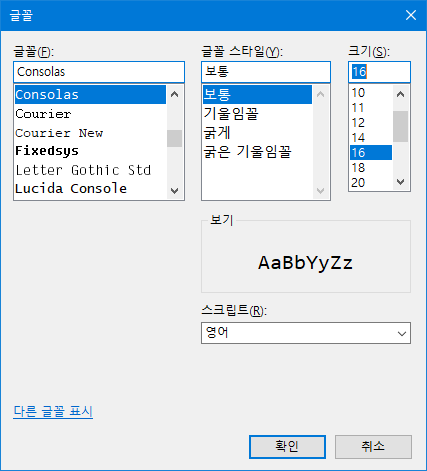 글꼴
글꼴(F):
Consolas
Consolas
Courier
Courier New
Fixedsys
Letter Gothic Std
Lucida Console
글꼴 스타일(Y):
보통
보통
기울임꼴
굵게
굵은 기울임꼴
크기(S):
16
10
11
12
14
16
18
20
보기
AaBbYyZz
스크립트(R):
영어
다른 글꼴 표시
확인
취소